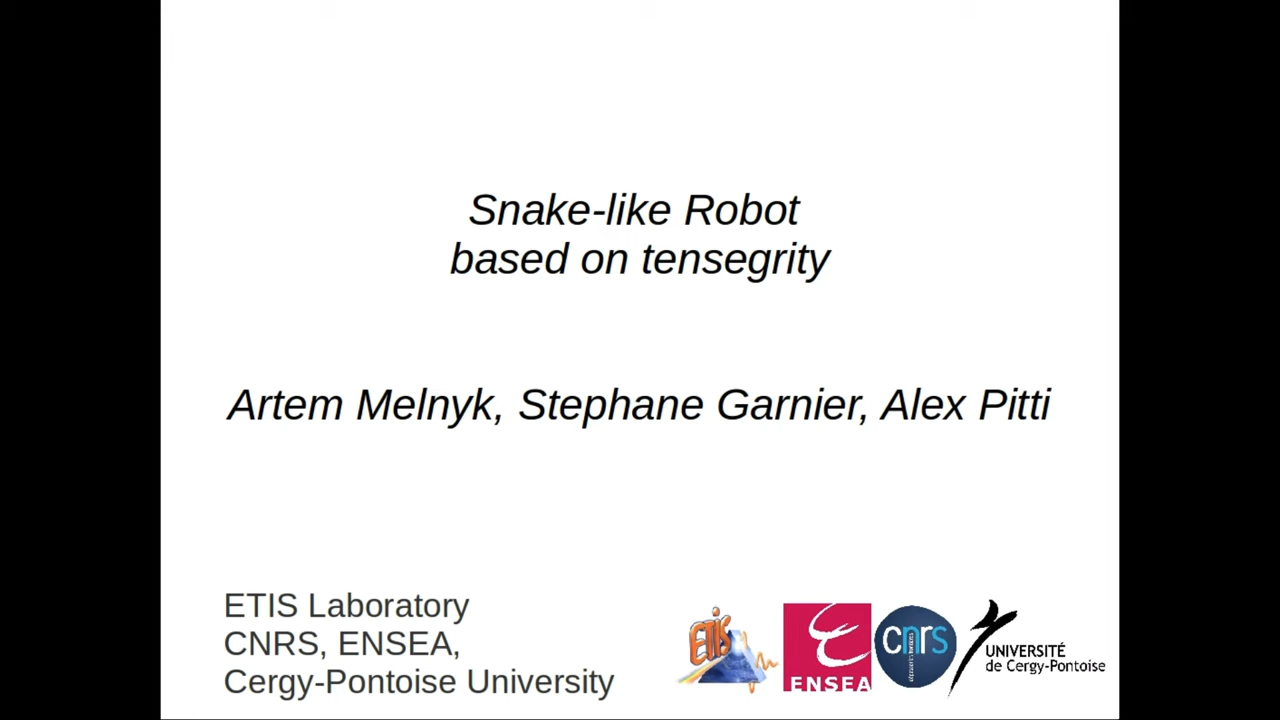 Snake-like Robot
based on tensegrity
Artem Melnyk, Stephane Garnier, Alex Pitti
ETIS Laboratory
CNRS, ENSEA,
Cergy-Pontoise University
ETIS
ENSEA
cnrs
UNIVERSITÉ
de Cergy-Pontoise